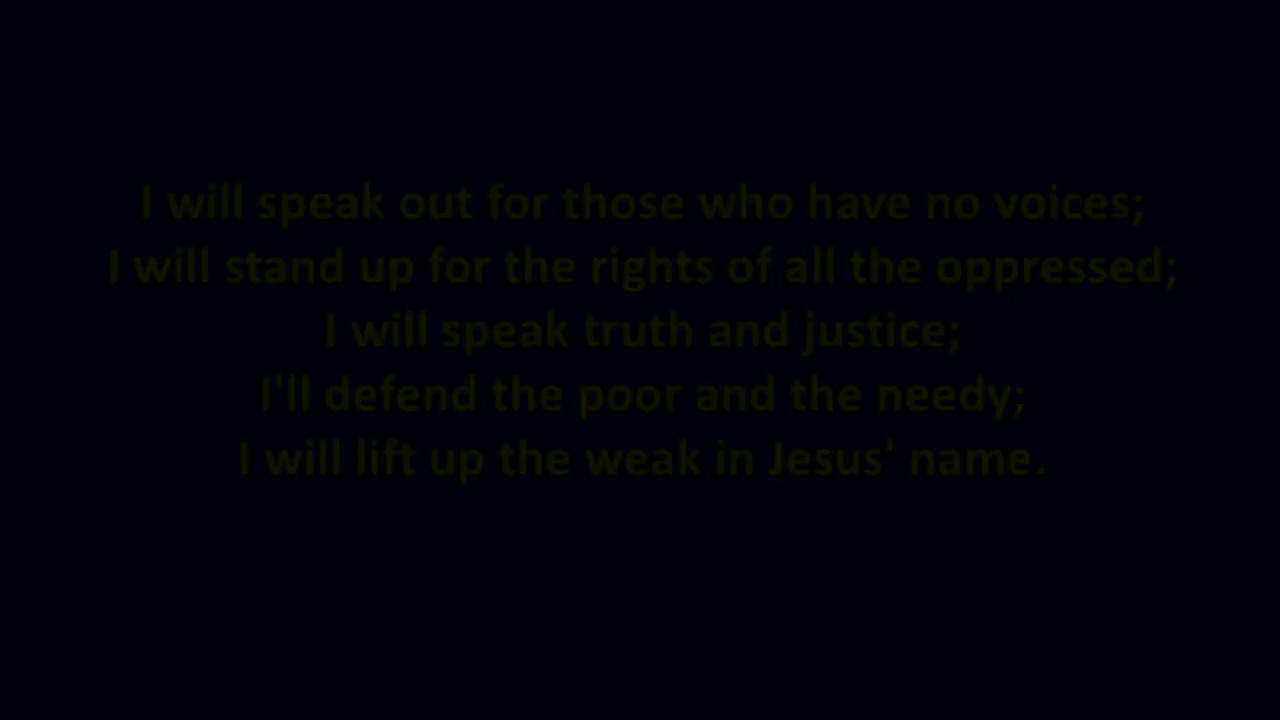 I will speak out for those who have no voices;
I will stand up for the rights of all the oppressed;
I will speak truth and justice;
I'll defend the poor and the needy;
I will lift up the weak in Jesus' name.